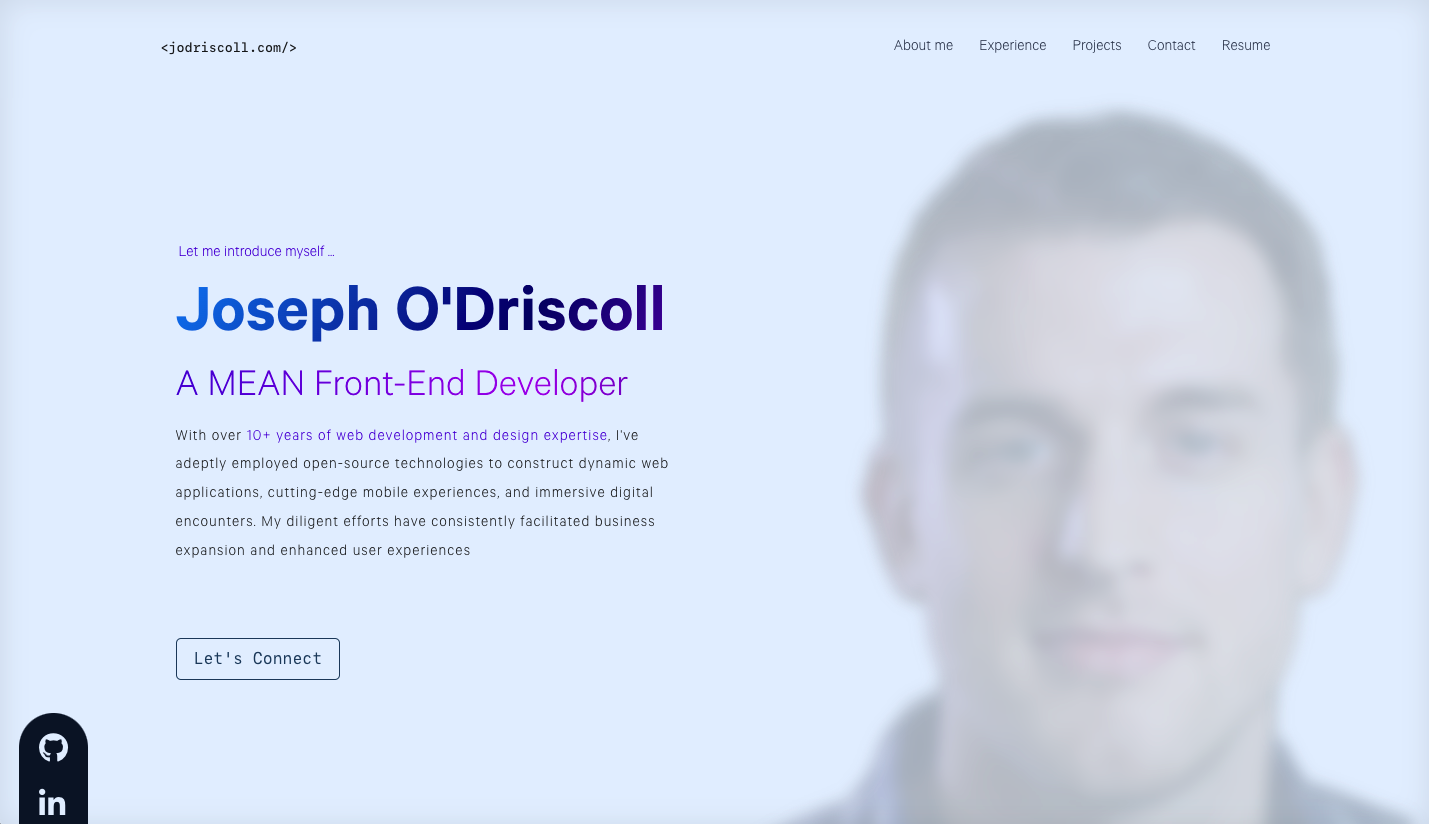 <jodriscoll.com/>
About me Experience Projects Contact Resume
Let me introduce myself ...
Joseph O'Driscoll
A MEAN Front-End Developer
With over 10+ years of web development and design expertise, I've
adeptly employed open-source technologies to construct dynamic web
applications, cutting-edge mobile experiences, and immersive digital
encounters. My diligent efforts have consistently facilitated business
expansion and enhanced user experiences
Let's Connect
in